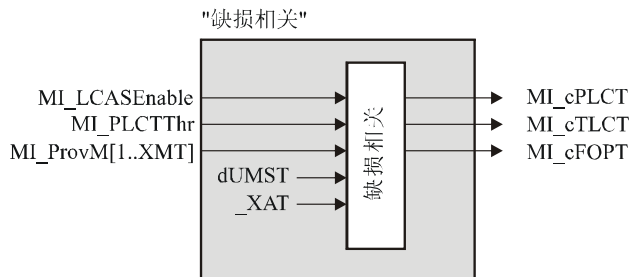 "缺损相关"
MI_LCASEnable
MI_PLCTThr
MI_ProvM[1..XMT]
dUMST
_XAT
缺损相关
MI_cPLCT
MI_cTLCT
MI_cFOPT